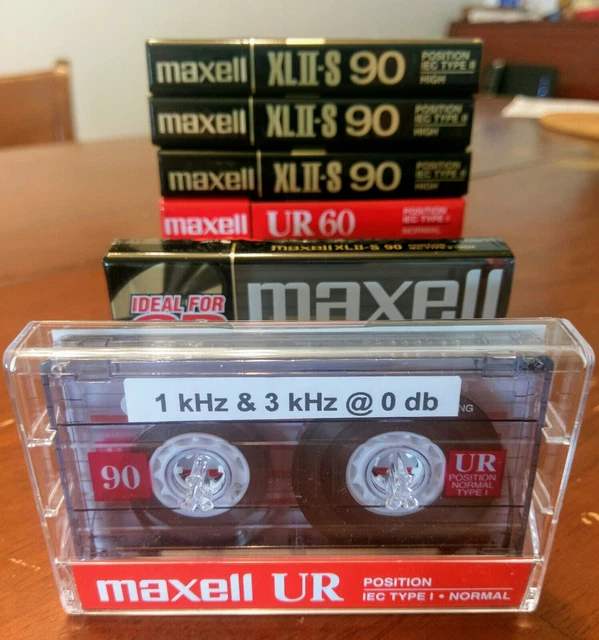 maxell XLII-S 90 POSITION
IEC TYPE II
HIGH
maxell XLII-S 90 POSITION
IEC TYPE II
HIGH
maxell XLII-S 90 POSITION
IEC TYPE II
HIGH
maxell UR 60 POSITION
IEC TYPE I
NORMAL
maxell XLII-S 90
IDEAL FOR
CD
maxell
1 kHz & 3 kHz @ 0 db
90
UR
POSITION
NORMAL
TYPE I
maxell UR POSITION
IEC TYPE I • NORMAL